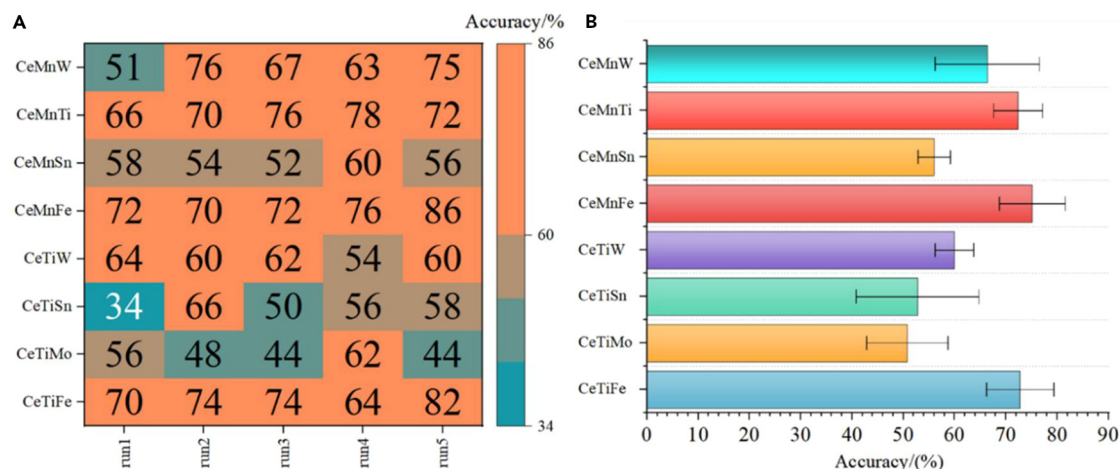 A
Accuracy/%
CeMnW 51 76 67 63 75
CeMnTi 66 70 76 78 72
CeMnSn 58 54 52 60 56
CeMnFe 72 70 72 76 86
CeTiW 64 60 62 54 60
CeTiSn 34 66 50 56 58
CeTiMo 56 48 44 62 44
CeTiFe 70 74 74 64 82
run1 run2 run3 run4 run5
86
60
34
B
CeMnW
CeMnTi
CeMnSn
CeMnFe
CeTiW
CeTiSn
CeTiMo
CeTiFe
0 10 20 30 40 50 60 70 80 90
Accuracy/(%)